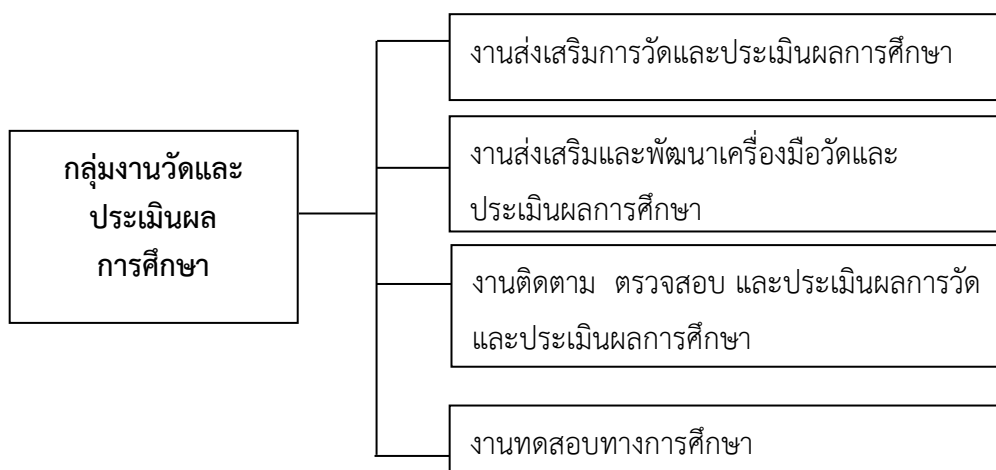 งานส่งเสริมการวัดและประเมินผลการศึกษา
กลุ่มงานวัดและ
ประเมินผล
การศึกษา
งานส่งเสริมและพัฒนาเครื่องมือวัดและ
ประเมินผลการศึกษา
งานติดตาม  ตรวจสอบ และประเมินผลการวัด
และประเมินผลการศึกษา
งานทดสอบทางการศึกษา